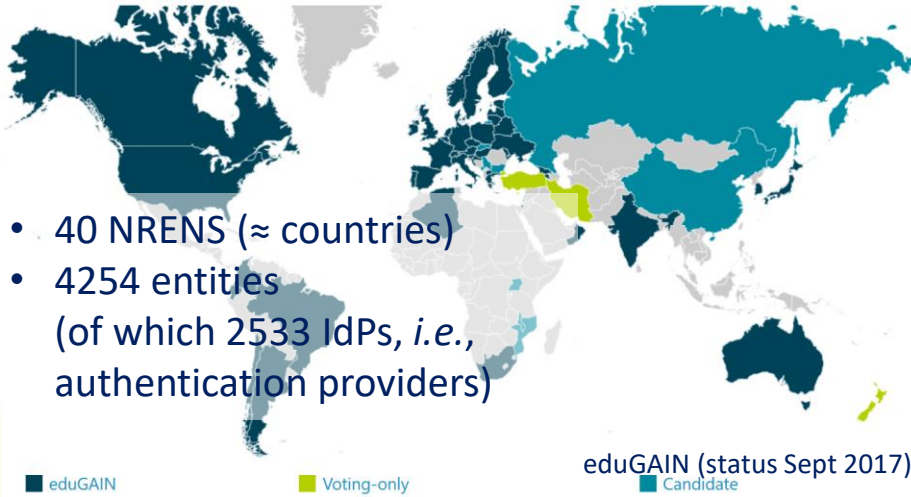 • 40 NRENS (≈ countries)
• 4254 entities
(of which 2533 IdPs, i.e.,
authentication providers)
eduGAIN (status Sept 2017)
eduGAIN
Voting-only
Candidate